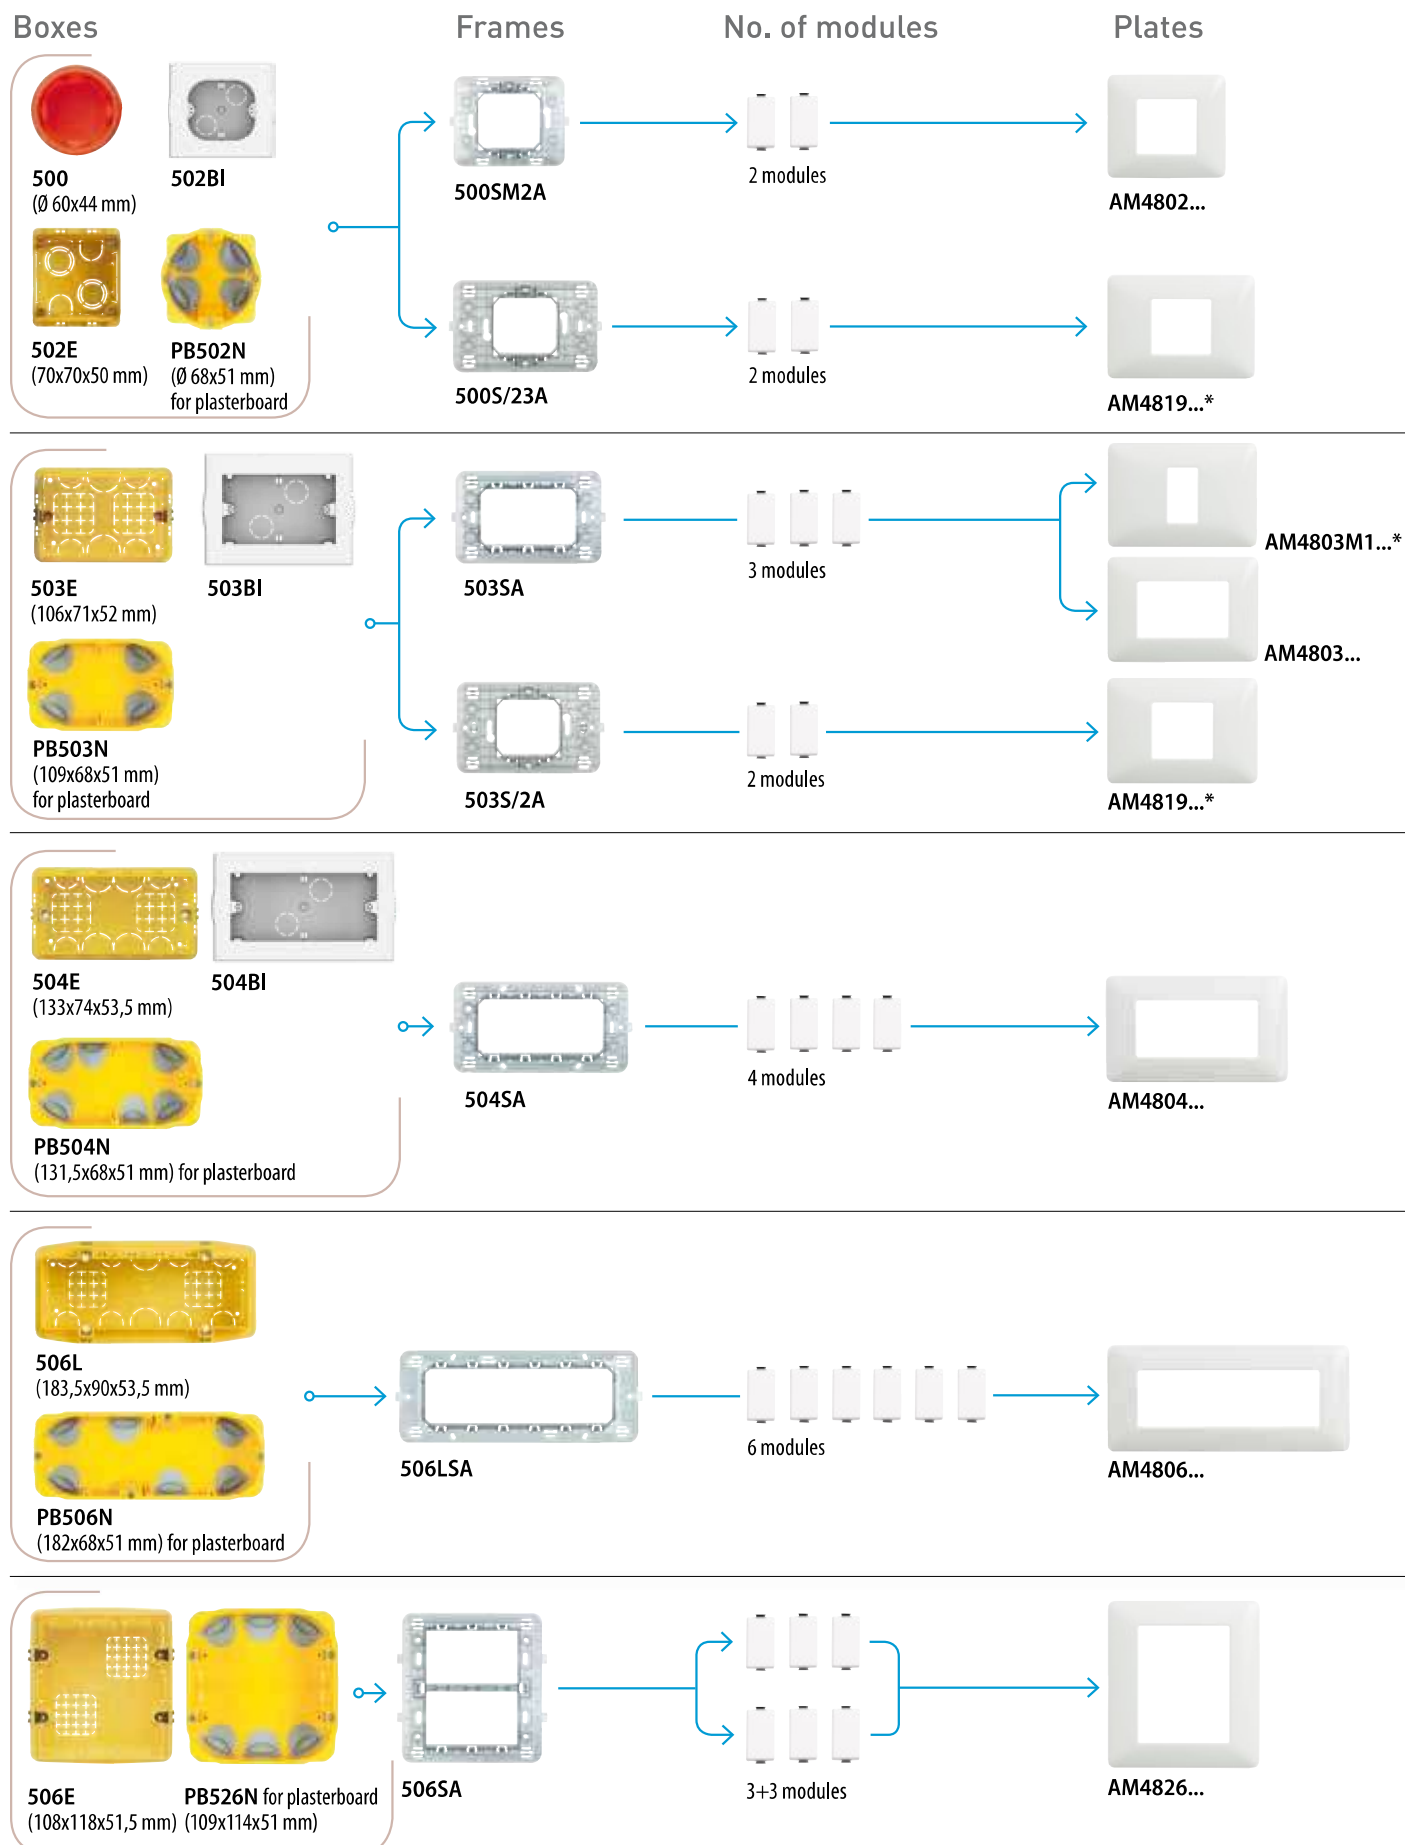 Boxes
Frames
No. of modules
Plates
500
(Ø 60x44 mm)
502BI
502E
(70x70x50 mm)
PB502N
(Ø 68x51 mm)
for plasterboard
500SM2A
2 modules
AM4802...
500S/23A
2 modules
AM4819...*
503E
(106x71x52 mm)
503BI
PB503N
(109x68x51 mm)
for plasterboard
503SA
3 modules
AM4803M1...*
AM4803...
503S/2A
2 modules
AM4819...*
504E
(133x74x53,5 mm)
504BI
PB504N
(131,5x68x51 mm) for plasterboard
504SA
4 modules
AM4804...
506L
(183,5x90x53,5 mm)
PB506N
(182x68x51 mm) for plasterboard
506LSA
6 modules
AM4806...
506E
(108x118x51,5 mm)
PB526N for plasterboard
(109x114x51 mm)
506SA
3+3 modules
AM4826...